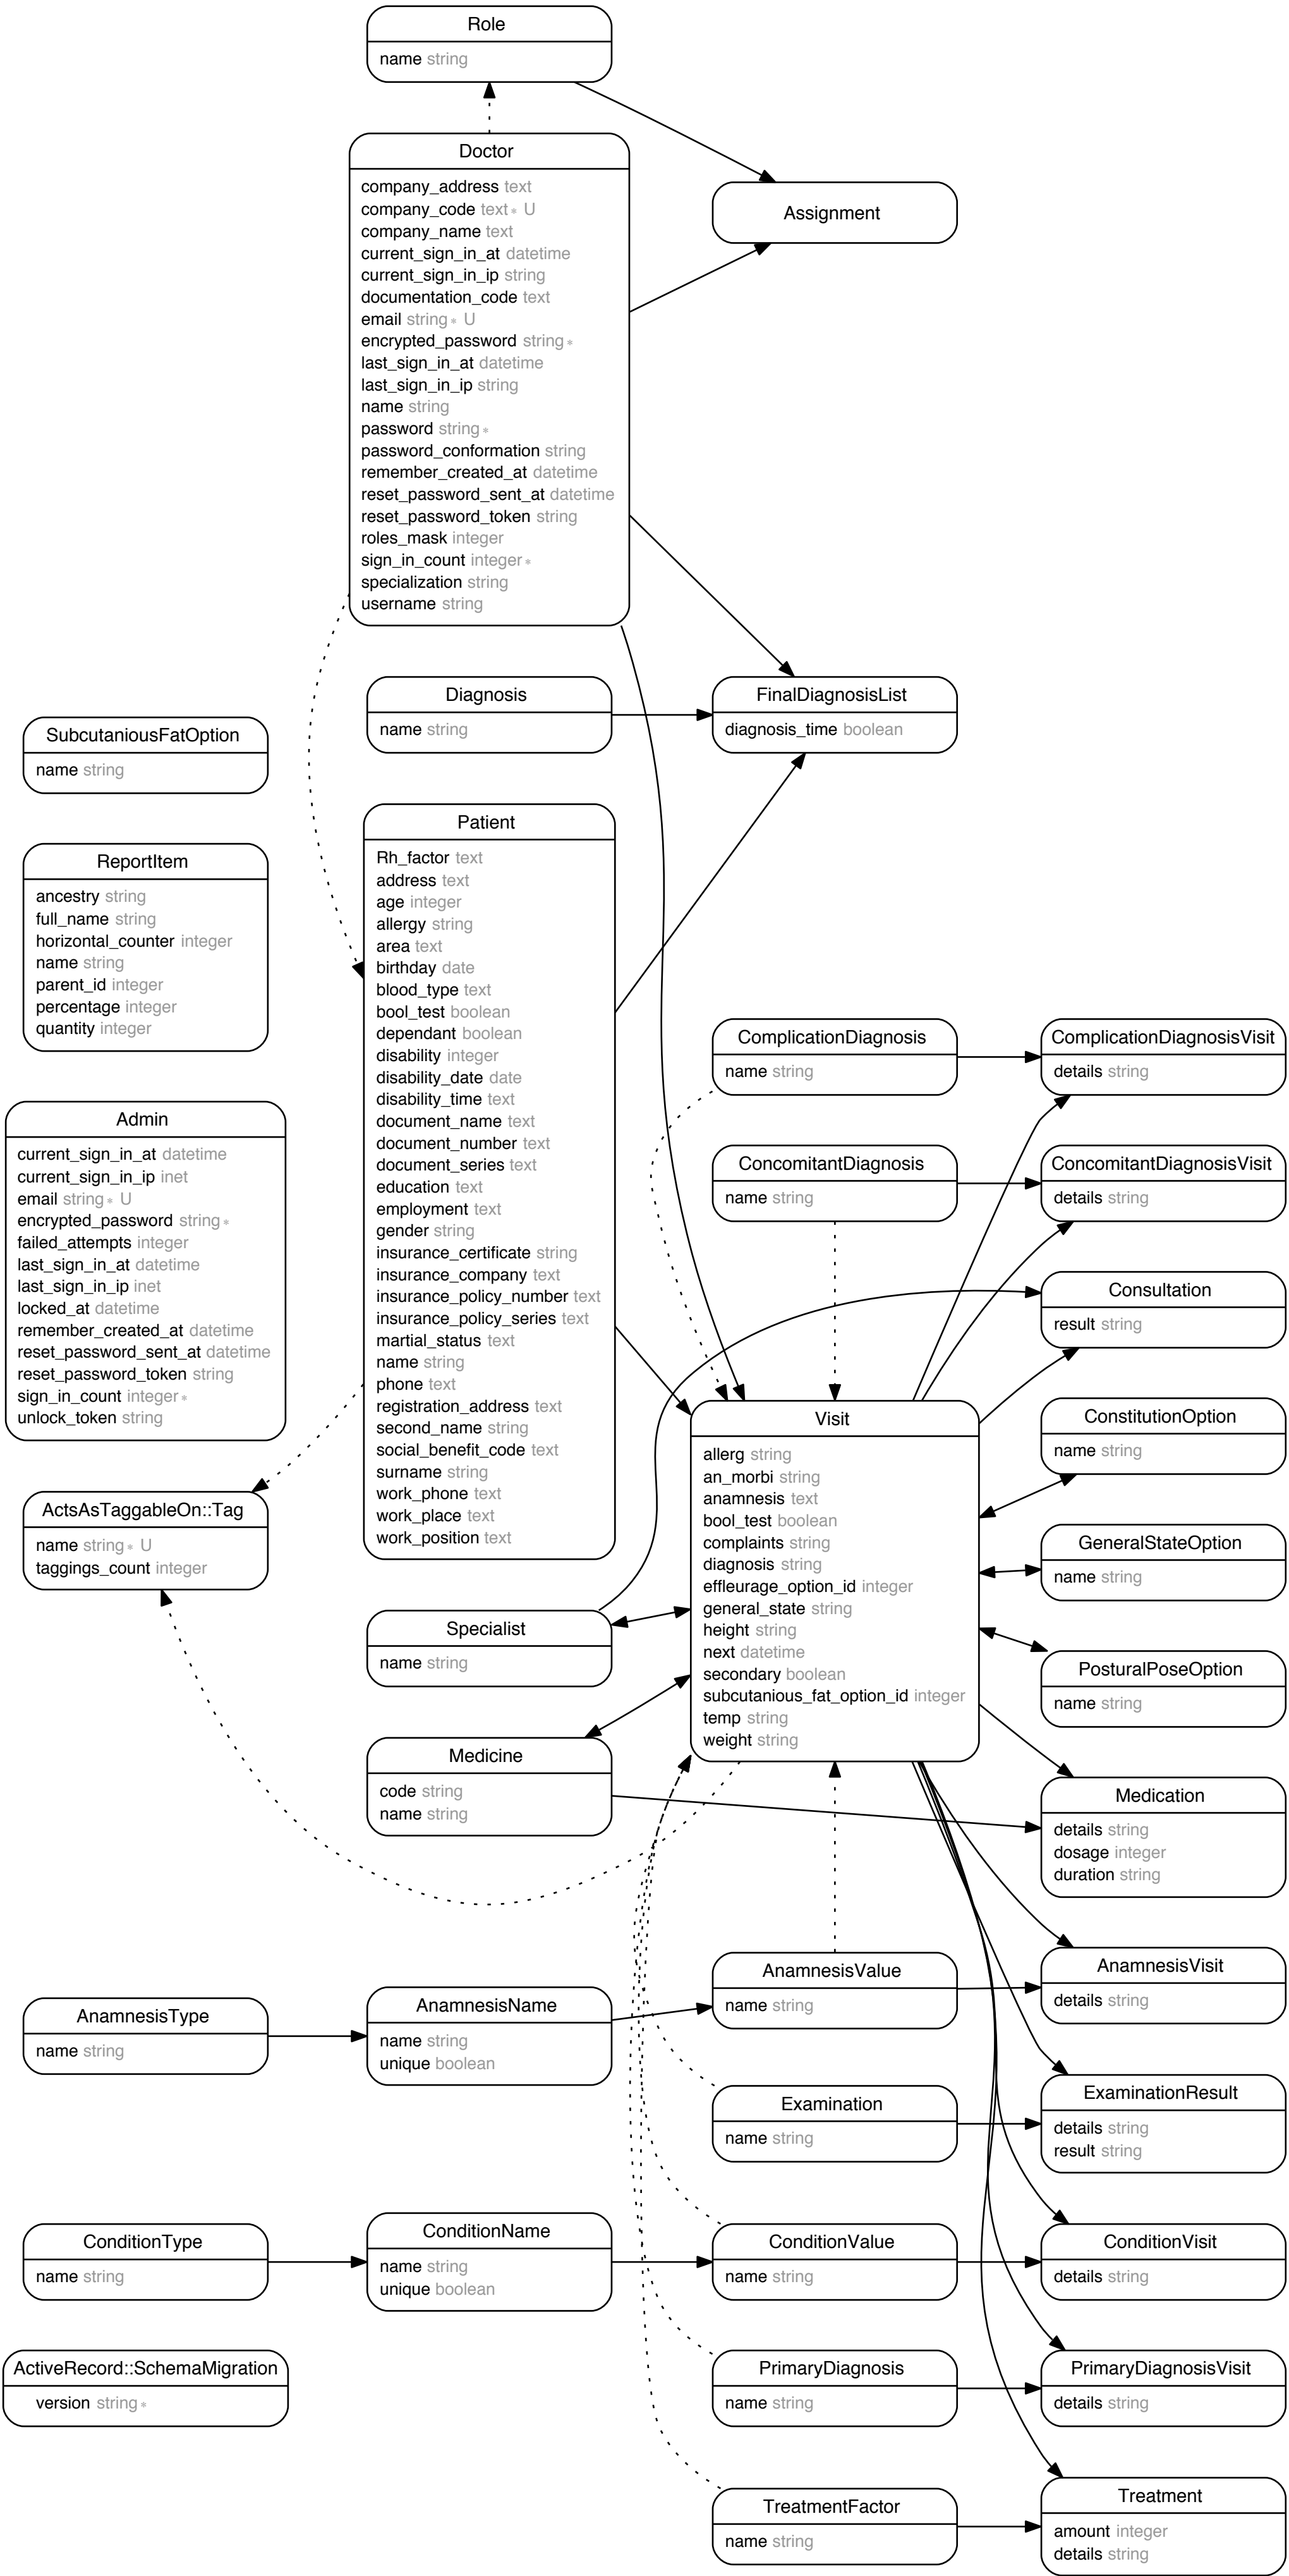 Role
name string
Doctor
company_address text
company_code text* U
company_name text
current_sign_in_at datetime
current_sign_in_ip string
documentation_code text
email string* U
encrypted_password string*
last_sign_in_at datetime
last_sign_in_ip string
name string
password string*
password_conformation string
remember_created_at datetime
reset_password_sent_at datetime
reset_password_token string
roles_mask integer
sign_in_count integer*
specialization string
username string
Assignment
Diagnosis
name string
FinalDiagnosisList
diagnosis_time boolean
SubcutaniousFatOption
name string
ReportItem
ancestry string
full_name string
horizontal_counter integer
name string
parent_id integer
percentage integer
quantity integer
Admin
current_sign_in_at datetime
current_sign_in_ip inet
email string* U
encrypted_password string*
failed_attempts integer
last_sign_in_at datetime
last_sign_in_ip inet
locked_at datetime
remember_created_at datetime
reset_password_sent_at datetime
reset_password_token string
sign_in_count integer*
unlock_token string
ActsAsTaggableOn::Tag
name string* U
taggings_count integer
Patient
Rh_factor text
address text
age integer
allergy string
area text
birthday date
blood_type text
bool_test boolean
dependant boolean
disability integer
disability_date date
disability_time text
document_name text
document_number text
document_series text
education text
employment text
gender string
insurance_certificate string
insurance_company text
insurance_policy_number text
insurance_policy_series text
martial_status text
name string
phone text
registration_address text
second_name string
social_benefit_code text
surname string
work_phone text
work_place text
work_position text
ComplicationDiagnosis
name string
ComplicationDiagnosisVisit
details string
ConcomitantDiagnosis
name string
ConcomitantDiagnosisVisit
details string
Consultation
result string
Visit
allerg string
an_morbi string
anamnesis text
bool_test boolean
complaints string
diagnosis string
effleurage_option_id integer
general_state string
height string
next datetime
secondary boolean
subcutanious_fat_option_id integer
temp string
weight string
ConstitutionOption
name string
GeneralStateOption
name string
PosturalPoseOption
name string
Specialist
name string
Medicine
code string
name string
Medication
details string
dosage integer
duration string
AnamnesisType
name string
AnamnesisName
name string
unique boolean
AnamnesisValue
name string
AnamnesisVisit
details string
Examination
name string
ExaminationResult
details string
result string
ConditionType
name string
ConditionName
name string
unique boolean
ConditionValue
name string
ConditionVisit
details string
ActiveRecord::SchemaMigration
version string*
PrimaryDiagnosis
name string
PrimaryDiagnosisVisit
details string
TreatmentFactor
name string
Treatment
amount integer
details string